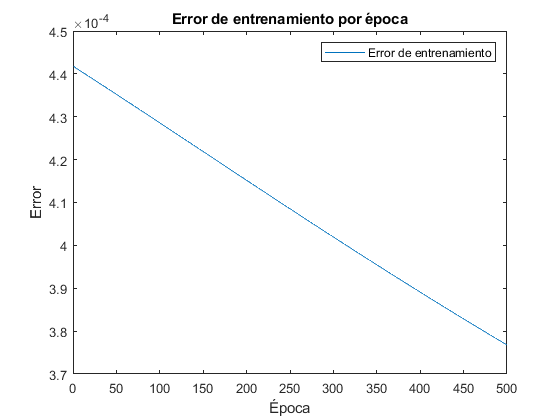 Error de entrenamiento por época
×10-4
Error de entrenamiento
4.5
4.4
4.3
4.2
4.1
4
3.9
3.8
3.7
Error
0 50 100 150 200 250 300 350 400 450 500
Época